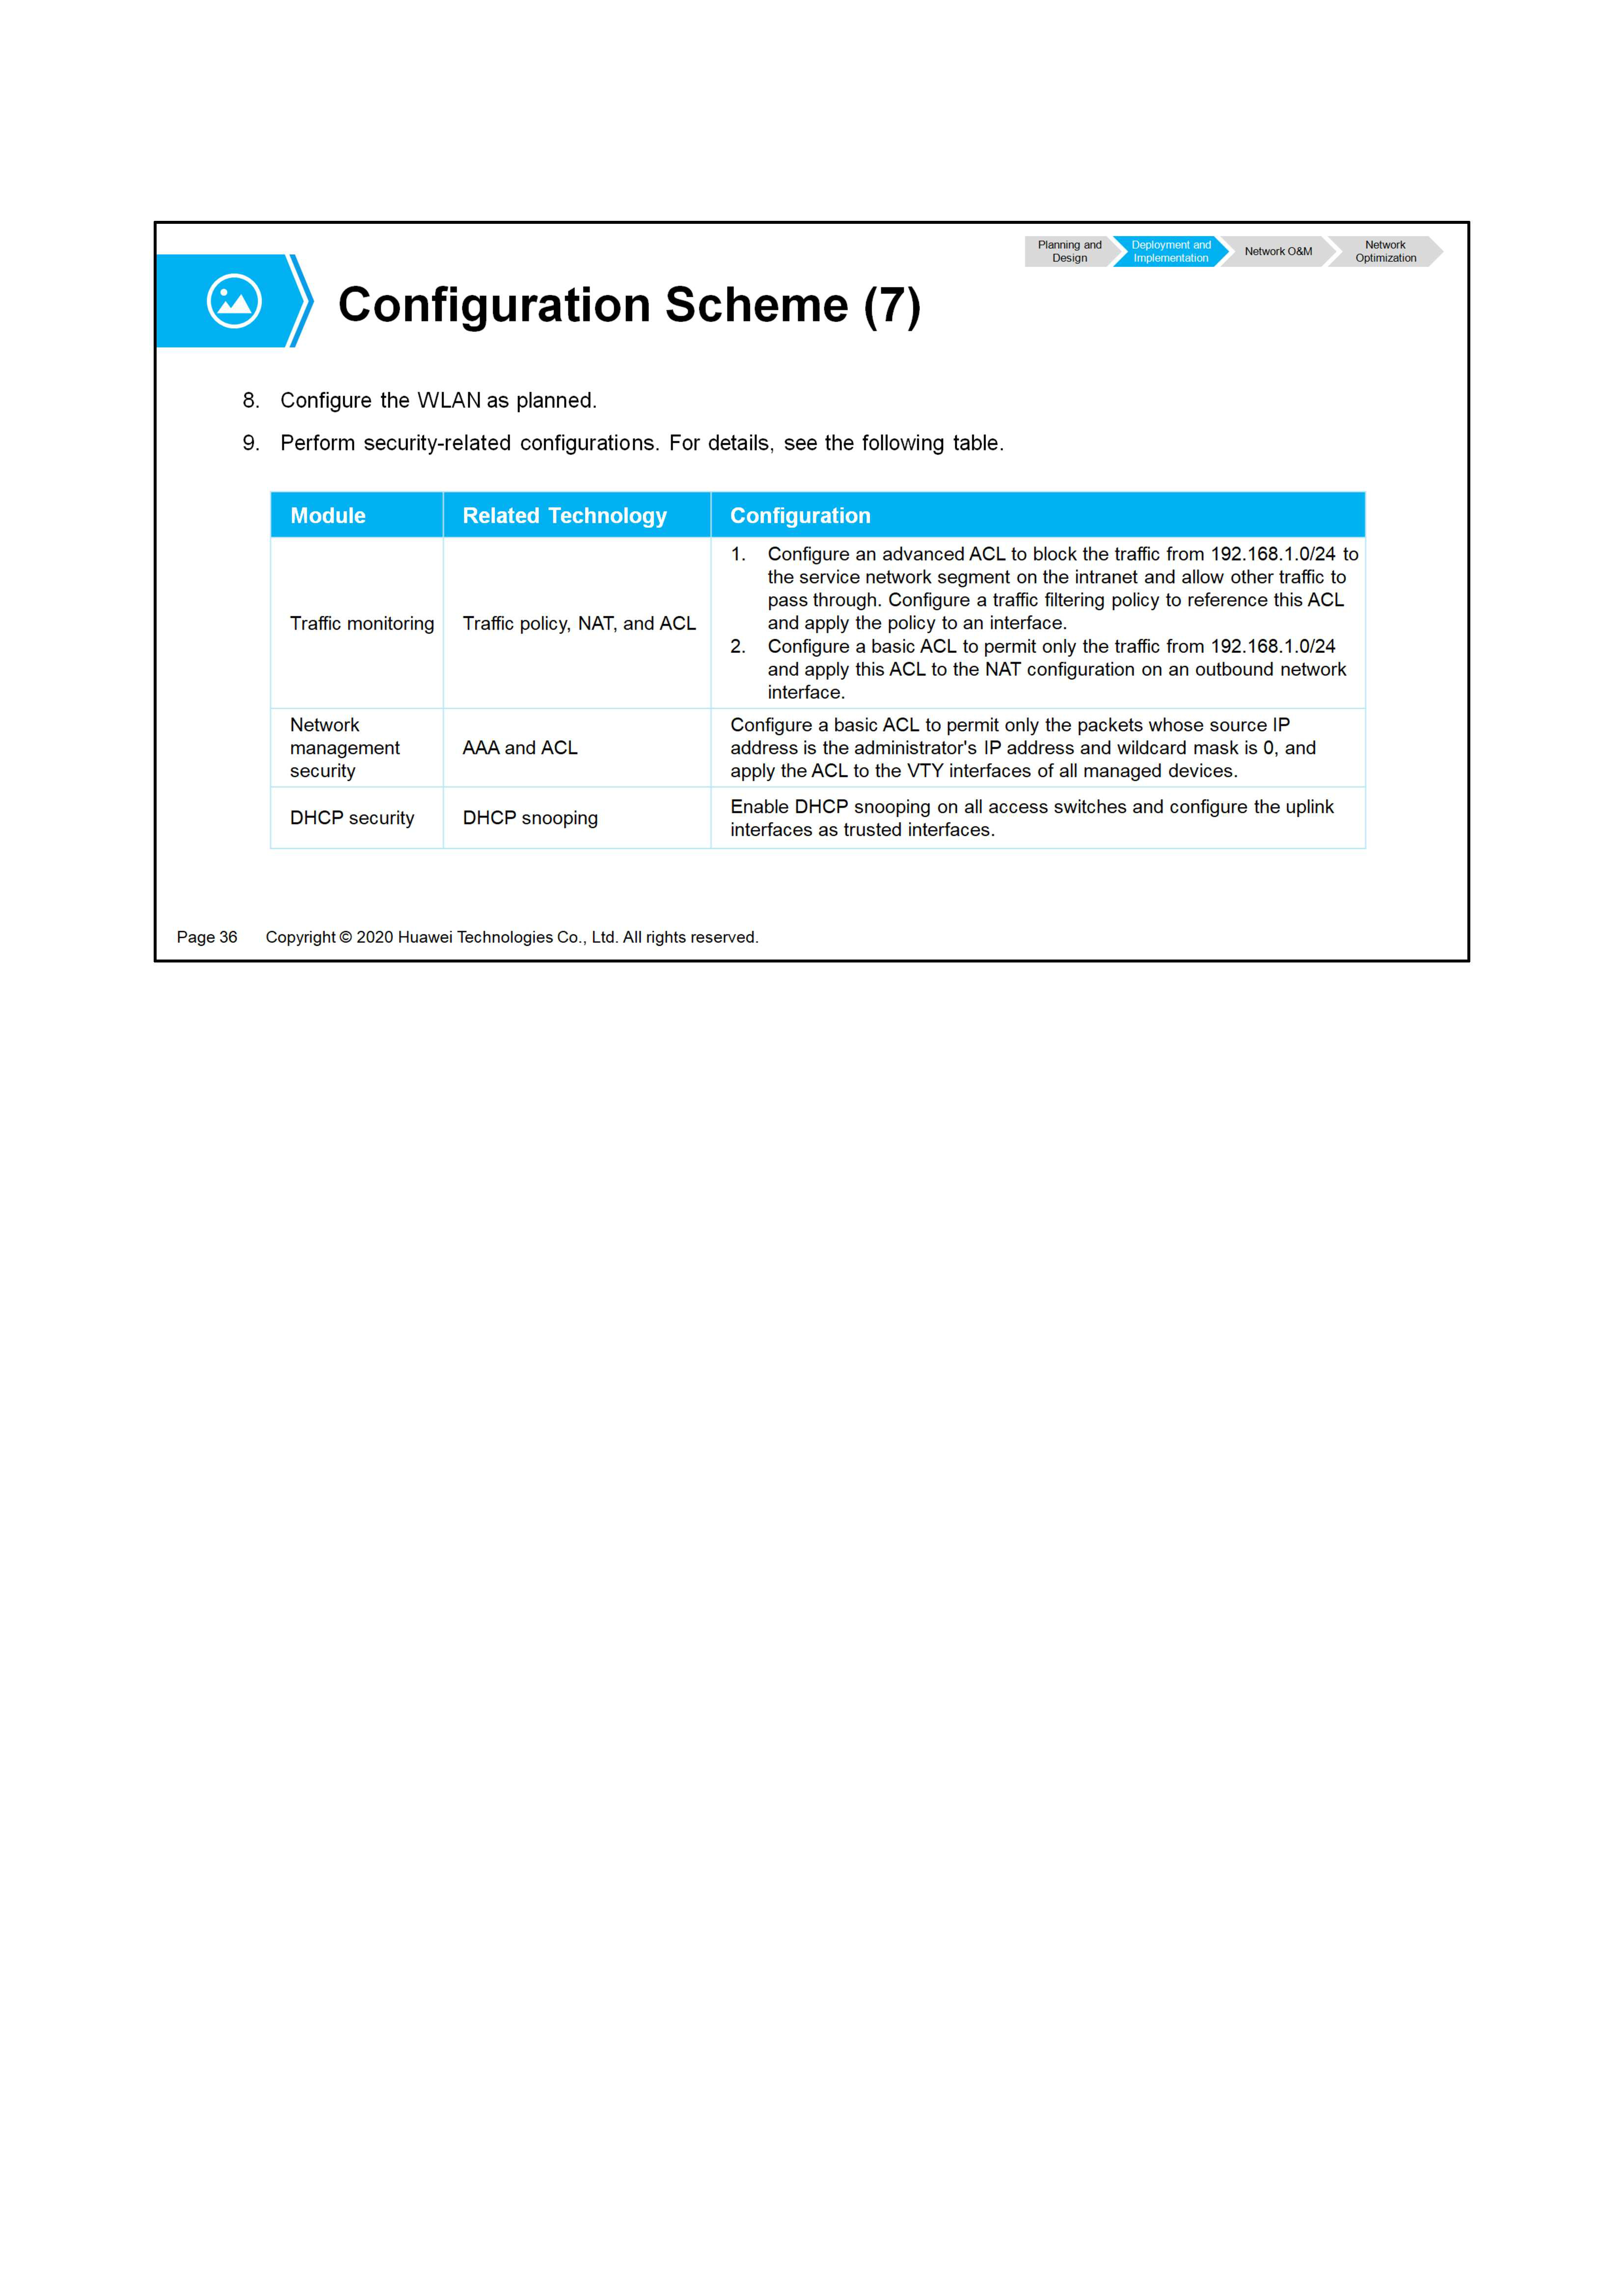 Planning and
Design
Deployment and
Implementation
Network O&M
Network
Optimization
Configuration Scheme (7)
8. Configure the WLAN as planned.
9. Perform security-related configurations. For details, see the following table.
Module Related Technology Configuration
Traffic monitoring
Traffic policy, NAT, and ACL
1. Configure an advanced ACL to block the traffic from 192.168.1.0/24 to
the service network segment on the intranet and allow other traffic to
pass through. Configure a traffic filtering policy to reference this ACL
and apply the policy to an interface.
2. Configure a basic ACL to permit only the traffic from 192.168.1.0/24
and apply this ACL to the NAT configuration on an outbound network
interface.
Network
management
security
AAA and ACL
Configure a basic ACL to permit only the packets whose source IP
address is the administrator's IP address and wildcard mask is 0, and
apply the ACL to the VTY interfaces of all managed devices.
DHCP security
DHCP snooping
Enable DHCP snooping on all access switches and configure the uplink
interfaces as trusted interfaces.
Page 36 Copyright © 2020 Huawei Technologies Co., Ltd. All rights reserved.